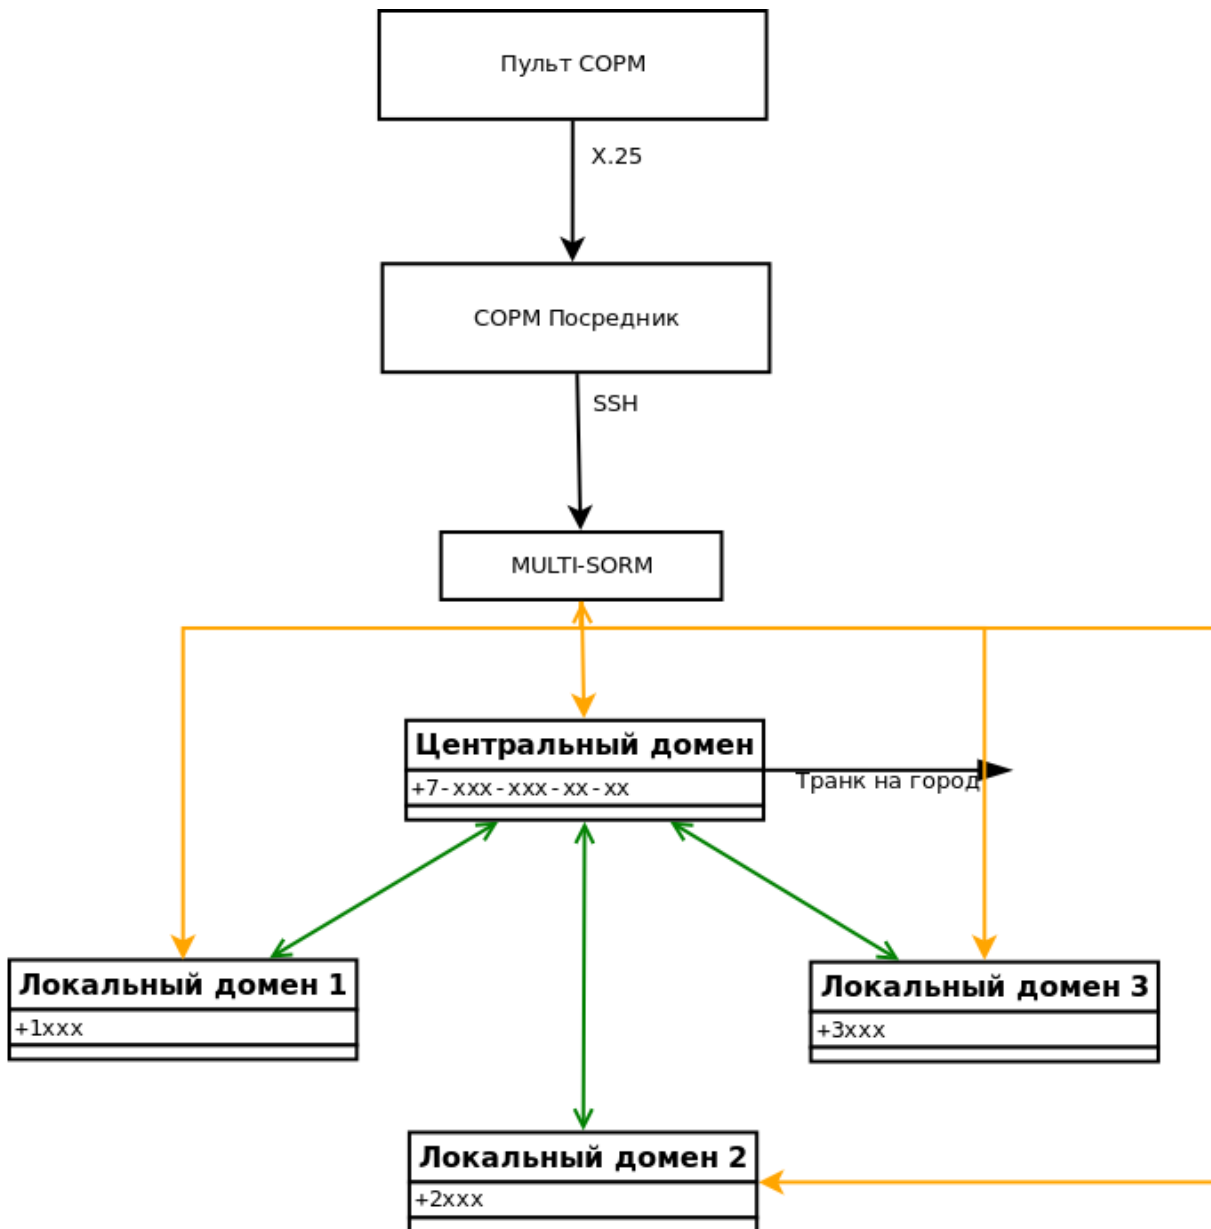 Пульт СОРМ
X.25
СОРМ Посредник
SSH
MULTI-SORM
Центральный домен
+7-xxx-xxx-xx-xx
Транк на город
Локальный домен 1
+1xxx
Локальный домен 3
+3xxx
Локальный домен 2
+2xxx